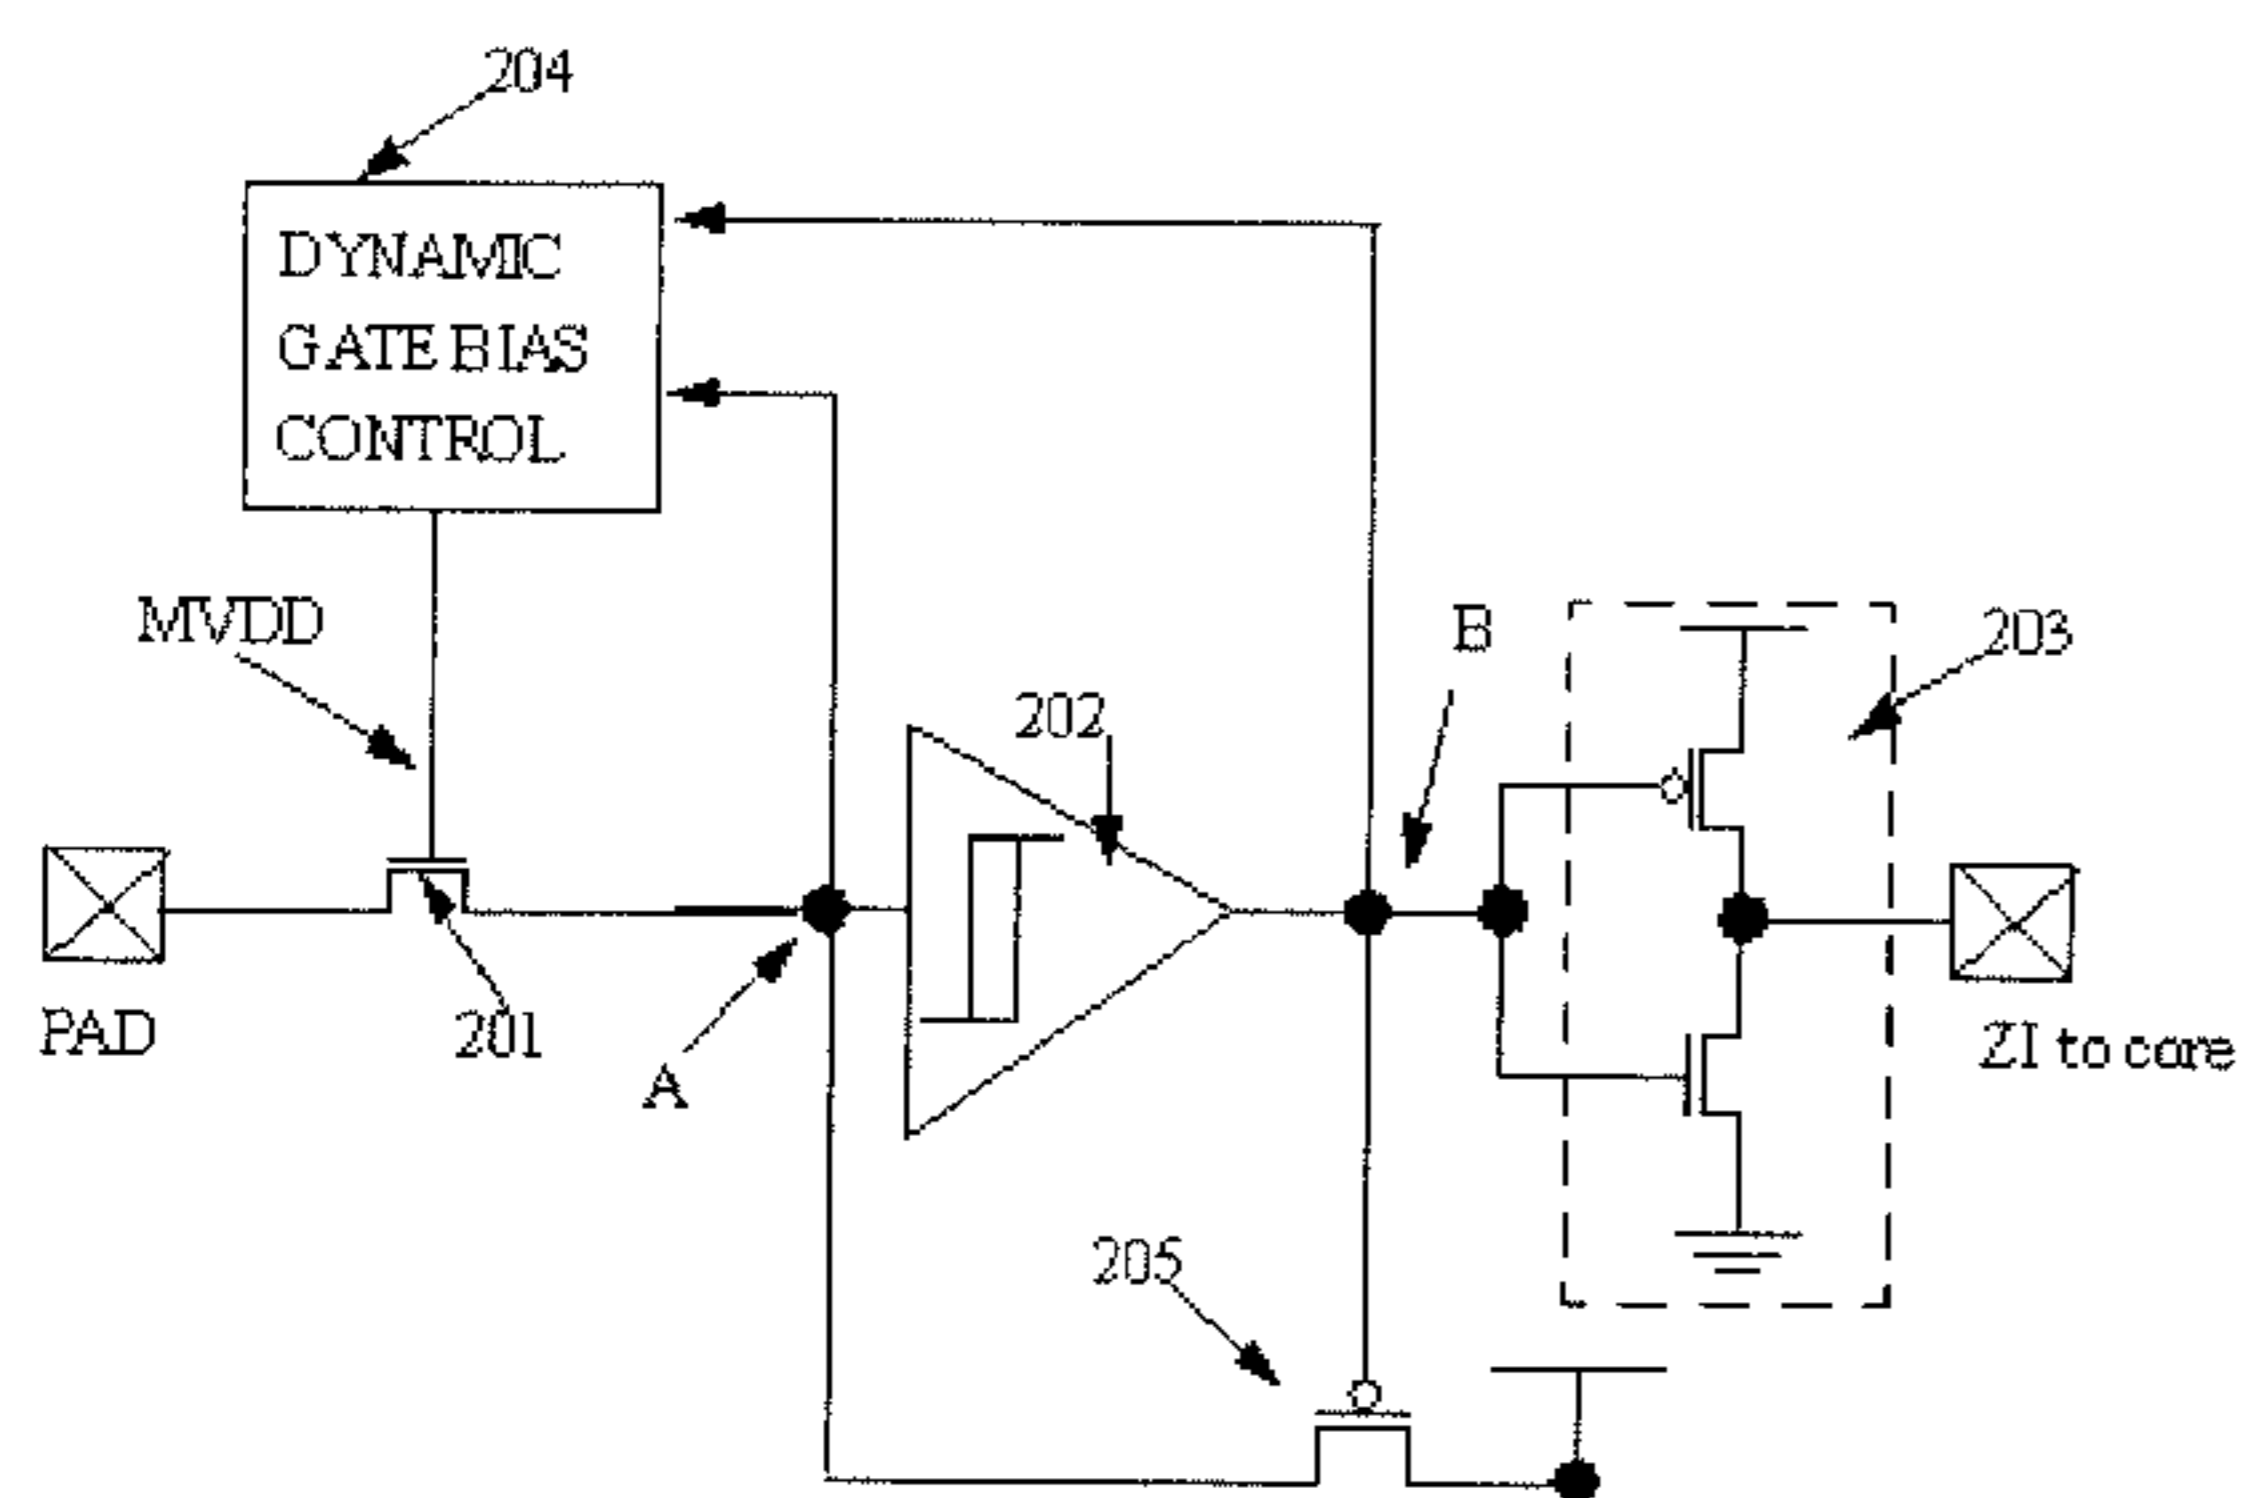 204
DYNAMIC
GATE BIAS
CONTROL
MVDD
B
203
202
PAD
201
A
ZI to core
205